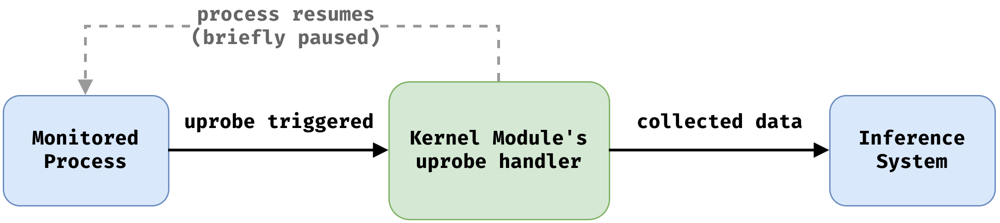 process resumes
(briefly paused)
uprobe triggered
collected data
Monitored
Process
Kernel Module's
uprobe handler
Inference
System